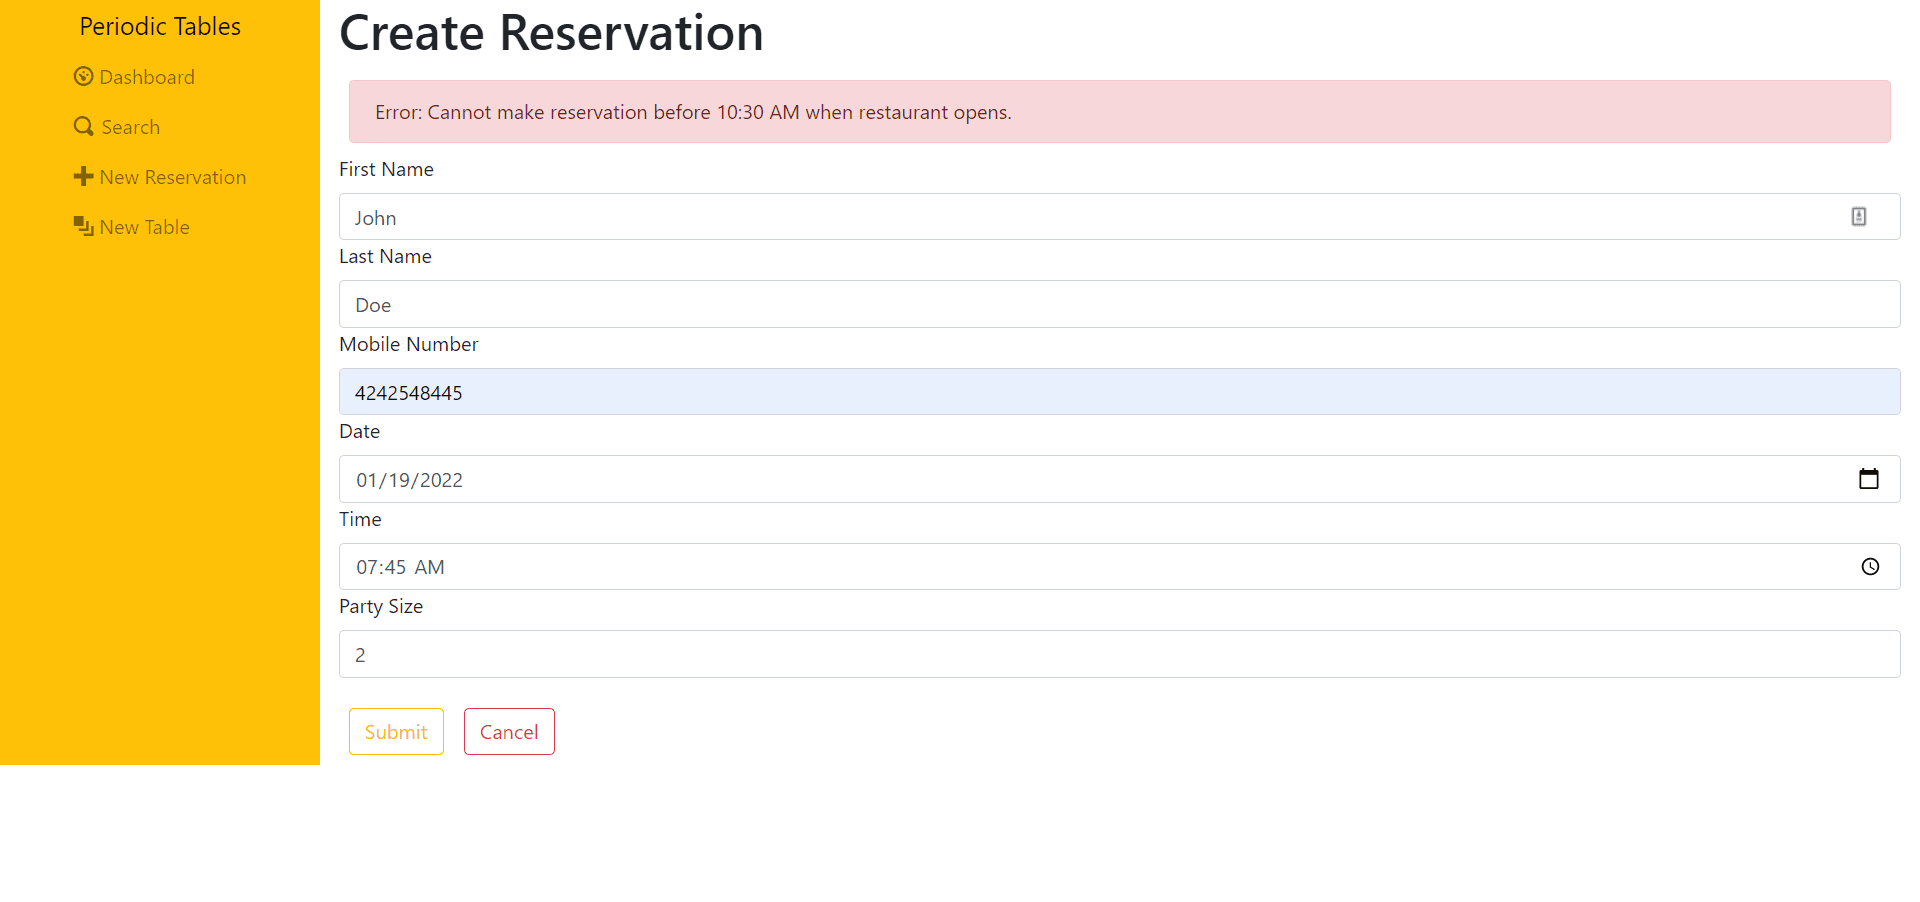 Periodic Tables
Dashboard
Search
New Reservation
New Table
Create Reservation
Error: Cannot make reservation before 10:30 AM when restaurant opens.
First Name
John
Last Name
Doe
Mobile Number
4242548445
Date
01/19/2022
Time
07:45 AM
Party Size
2
Submit
Cancel